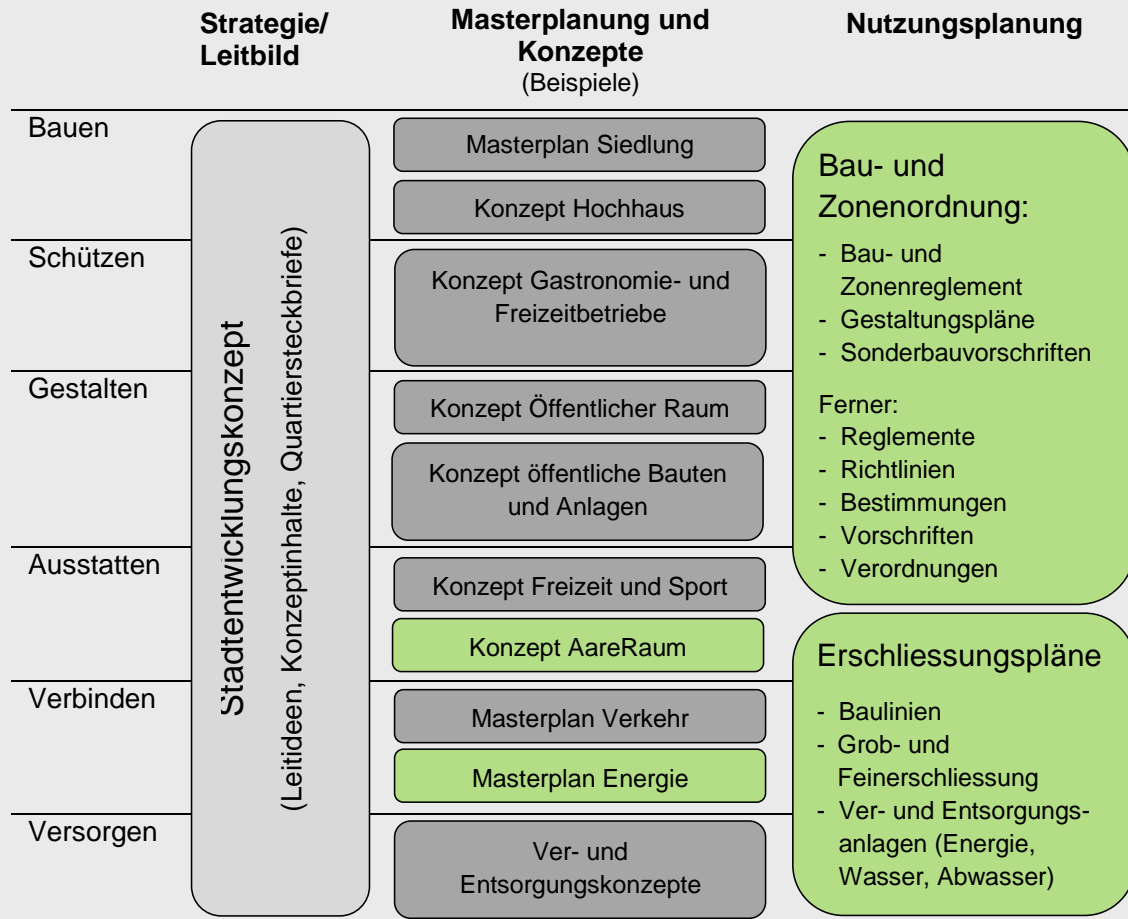 Strategie/
Leitbild
Masterplanung und
Konzepte
(Beispiele)
Nutzungsplanung
Bauen
Schützen
Gestalten
Ausstatten
Verbinden
Versorgen
Stadtentwicklungskonzept
(Leitideen, Konzeptinhalte, Quartiersteckbriefe)
Masterplan Siedlung
Konzept Hochhaus
Konzept Gastronomie- und
Freizeitbetriebe
Konzept Öffentlicher Raum
Konzept öffentliche Bauten
und Anlagen
Konzept Freizeit und Sport
Konzept AareRaum
Masterplan Verkehr
Masterplan Energie
Ver- und
Entsorgungskonzepte
Bau- und
Zonenordnung:
- Bau- und
Zonenreglement
- Gestaltungspläne
- Sonderbauvorschriften
Ferner:
- Reglemente
- Richtlinien
- Bestimmungen
- Vorschriften
- Verordnungen
Erschliessungspläne
- Baulinien
- Grob- und
Feinerschliessung
- Ver- und Entsorgungs-
anlagen (Energie,
Wasser, Abwasser)